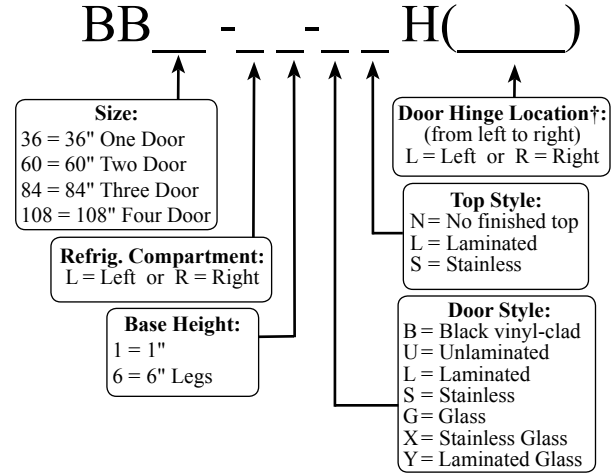 BB___ -_ _-_ _ H(_____)
Size:
36 = 36" One Door
60 = 60" Two Door
84 = 84" Three Door
108 = 108" Four Door
Refrig. Compartment:
L = Left or R = Right
Base Height:
1 = 1"
6 = 6" Legs
Door Hinge Location†:
(from left to right)
L = Left or R = Right
Top Style:
N = No finished top
L = Laminated
S = Stainless
Door Style:
B = Black vinyl-clad
U = Unlaminated
L = Laminated
S = Stainless
G = Glass
X = Stainless Glass
Y = Laminated Glass